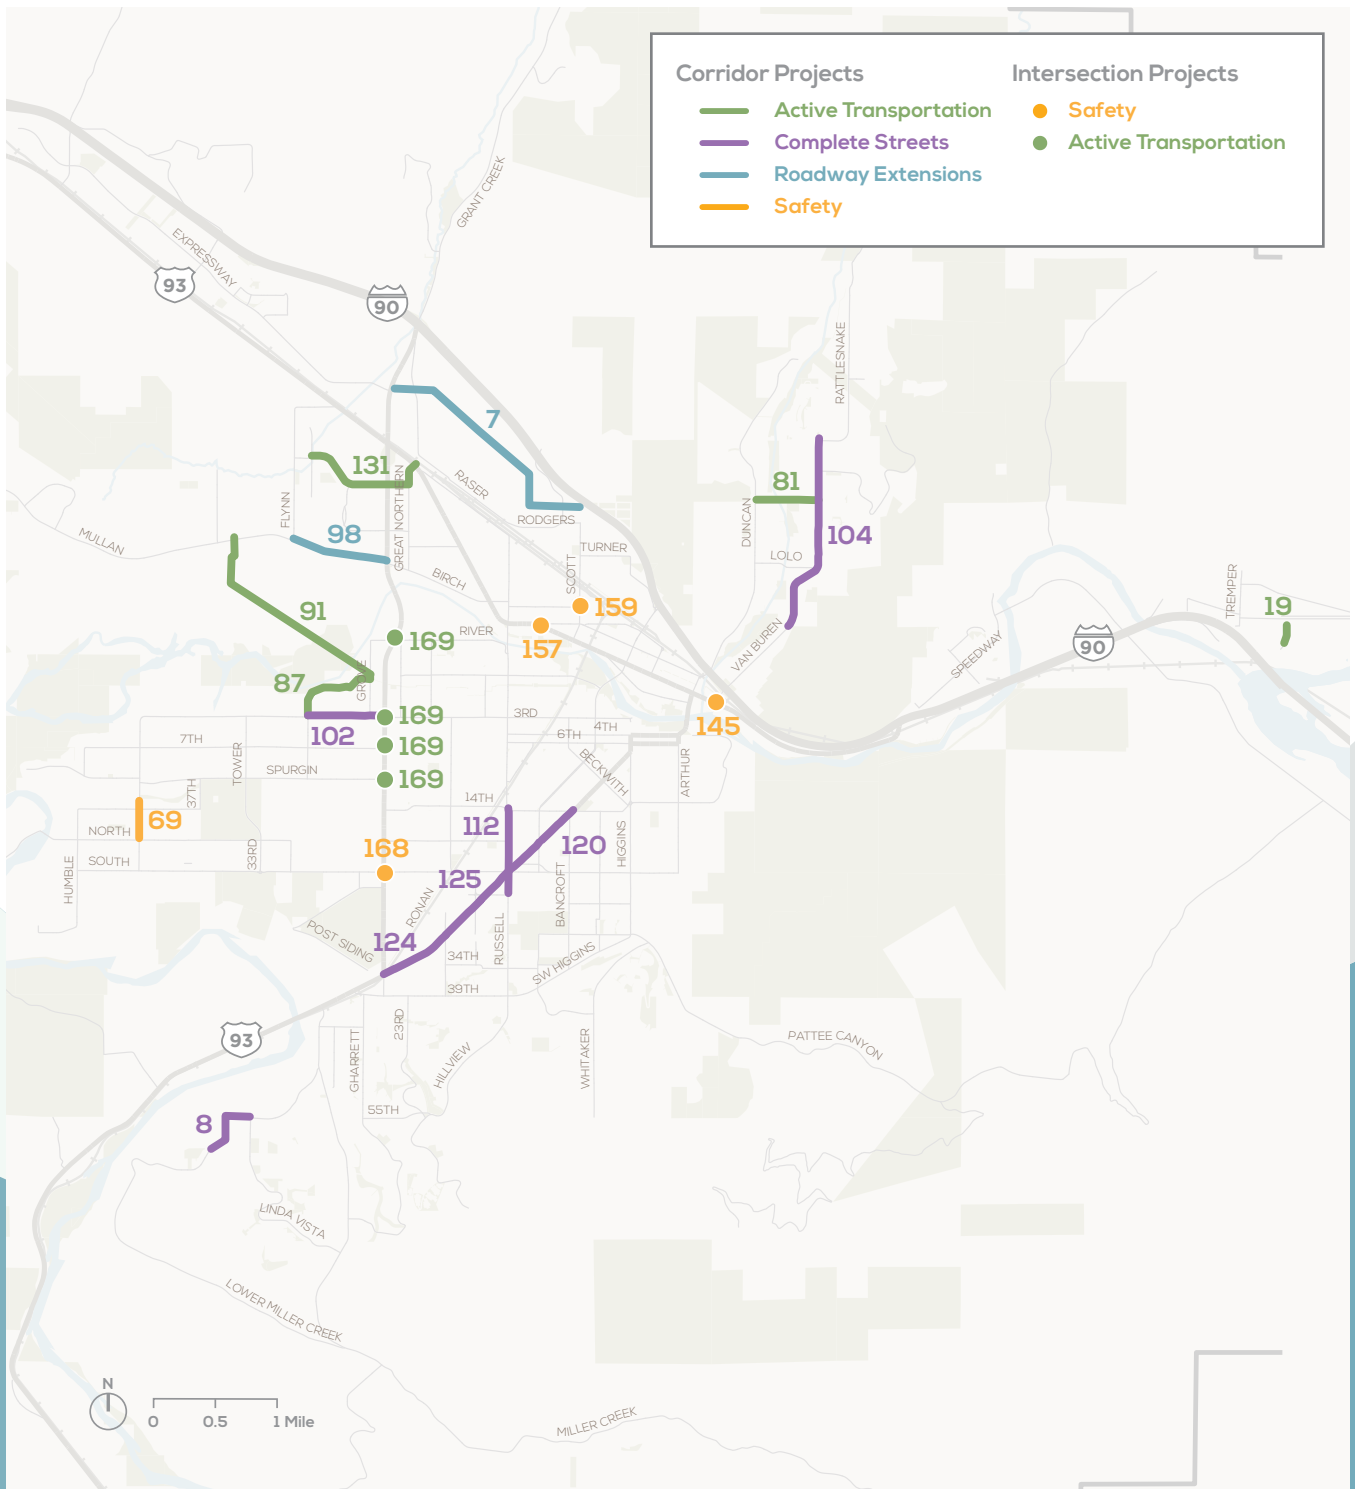 Corridor Projects
Intersection Projects
Active Transportation
Safety
Complete Streets
Active Transportation
Roadway Extensions
Safety
GRANT CREEK
EXPRESSWAY
93
90
RATTLESNAKE
7
131
GREAT NORTHERN
RASER
81
FLYNN
RODGERS
DUNCAN
104
MULLAN
98
TURNER
LOLO
SCOTT
BIRCH
TREMPER
91
159
19
RIVER
169
157
VAN BUREN
SPEEDWAY
90
87
3RD
169
145
102
4TH
6TH
7TH
169
TOWER
BECKWITH
ARTHUR
SPURGIN
169
37TH
14TH
69
NORTH
112
120
HIGGINS
SOUTH
33RD
168
HUMBLE
125
BANCROFT
RONAN
POST SIDING
124
RUSSELL
34TH
SW HIGGINS
39TH
23RD
93
PATTEE CANYON
GHARRETT
HILLVIEW
WHITAKER
55TH
8
LINDA VISTA
LOWER MILLER CREEK
N
0
0.5
1 Mile
MILLER CREEK